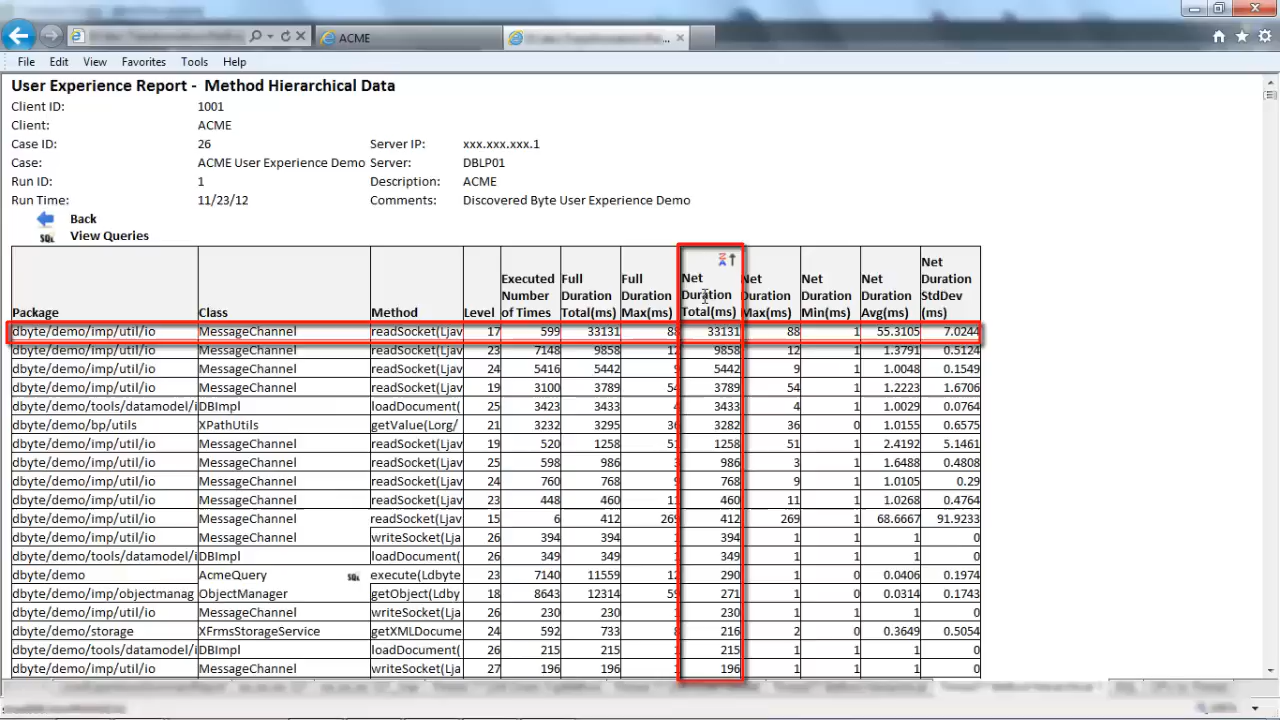 ACME
File Edit View Favorites Tools Help
User Experience Report - Method Hierarchical Data
Client ID: 1001
Client: ACME
Case ID: 26 Server IP: xxx.xxx.xxx.1
Case: ACME User Experience Demo Server: DBLP01
Run ID: 1 Description: ACME
Run Time: 11/23/12 Comments: Discovered Byte User Experience Demo
Back
SQL View Queries
Package Class Method Level Executed Number of Times Full Duration Total(ms) Full Duration Max(ms) Net Duration Total(ms) Net Duration Max(ms) Net Duration Min(ms) Net Duration Avg(ms) Net Duration StdDev (ms)
dbyte/demo/imp/util/io MessageChannel readSocket(Ljav 17 599 33131 88 33131 88 1 55.3105 7.0244
dbyte/demo/imp/util/io MessageChannel readSocket(Ljav 23 7148 9858 12 9858 12 1 1.3791 0.5124
dbyte/demo/imp/util/io MessageChannel readSocket(Ljav 24 5416 5442 9 5442 9 1 1.0048 0.1549
dbyte/demo/imp/util/io MessageChannel readSocket(Ljav 19 3100 3789 54 3789 54 1 1.2223 1.6706
dbyte/demo/tools/datamodel/i DBImpl loadDocument( 25 3423 3433 4 3433 4 1 1.0029 0.0764
dbyte/demo/bp/utils XPathUtils getValue(Lorg/ 21 3232 3295 36 3282 36 0 1.0155 0.6575
dbyte/demo/imp/util/io MessageChannel readSocket(Ljav 19 520 1258 51 1258 51 1 2.4192 5.1461
dbyte/demo/imp/util/io MessageChannel readSocket(Ljav 25 598 986 3 986 3 1 1.6488 0.4808
dbyte/demo/imp/util/io MessageChannel readSocket(Ljav 24 760 768 9 768 9 1 1.0105 0.29
dbyte/demo/imp/util/io MessageChannel readSocket(Ljav 23 448 460 11 460 11 1 1.0268 0.4764
dbyte/demo/imp/util/io MessageChannel readSocket(Ljav 15 6 412 269 412 269 1 68.6667 91.9233
dbyte/demo/imp/util/io MessageChannel writeSocket(Lja 26 394 394 1 394 1 1 1 0
dbyte/demo/tools/datamodel/i DBImpl loadDocument( 26 349 349 1 349 1 1 1 0
dbyte/demo AcmeQuery SQL execute(Ldbyte 23 7140 11559 12 290 1 0 0.0406 0.1974
dbyte/demo/imp/objectmanag ObjectManager getObject(Ldby 18 8643 12314 59 271 1 0 0.0314 0.1743
dbyte/demo/imp/util/io MessageChannel writeSocket(Lja 26 230 230 1 230 1 1 1 0
dbyte/demo/storage XFrmsStorageService getXMLDocume 24 592 733 8 216 2 0 0.3649 0.5054
dbyte/demo/tools/datamodel/i DBImpl loadDocument( 26 215 215 1 215 1 1 1 0
dbyte/demo/imp/util/io MessageChannel writeSocket(Lja 27 196 196 1 196 1 1 1 0